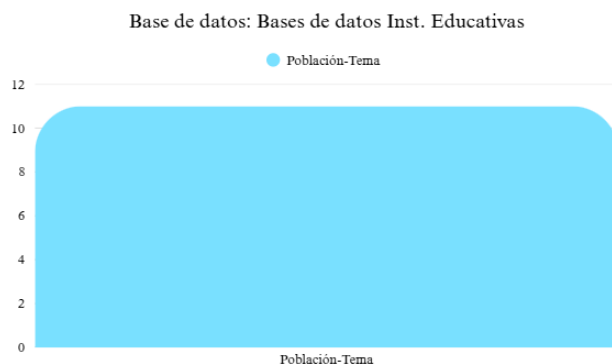 Base de datos: Bases de datos Inst. Educativas
Población-Tema
12
10
8
6
4
2
0
Población-Tema